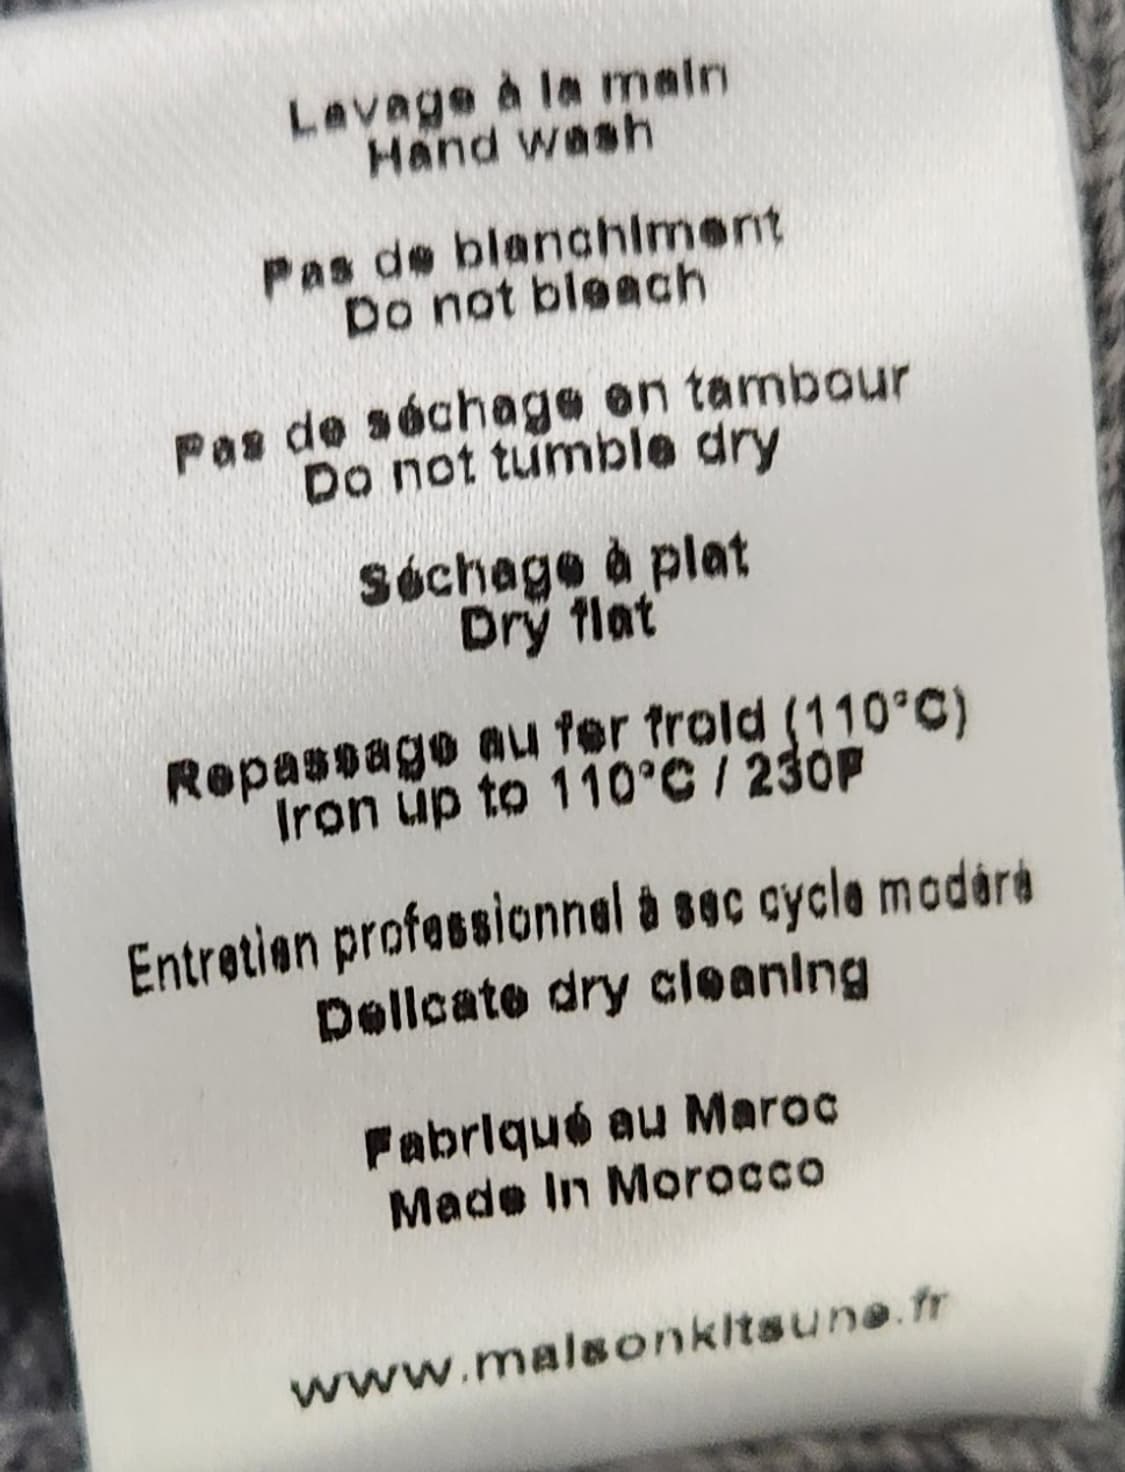 Lavage à la main
Hand wash
Pas de blanchiment
Do not bleach
Pas de séchage en tambour
Do not tumble dry
Séchage à plat
Dry flat
Repassage au fer froid (110°C)
Iron up to 110°C / 230F
Entretien professionnel à sec cycle modéré
Delicate dry cleaning
Fabriqué au Maroc
Made in Morocco
www.maisonkitsune.fr